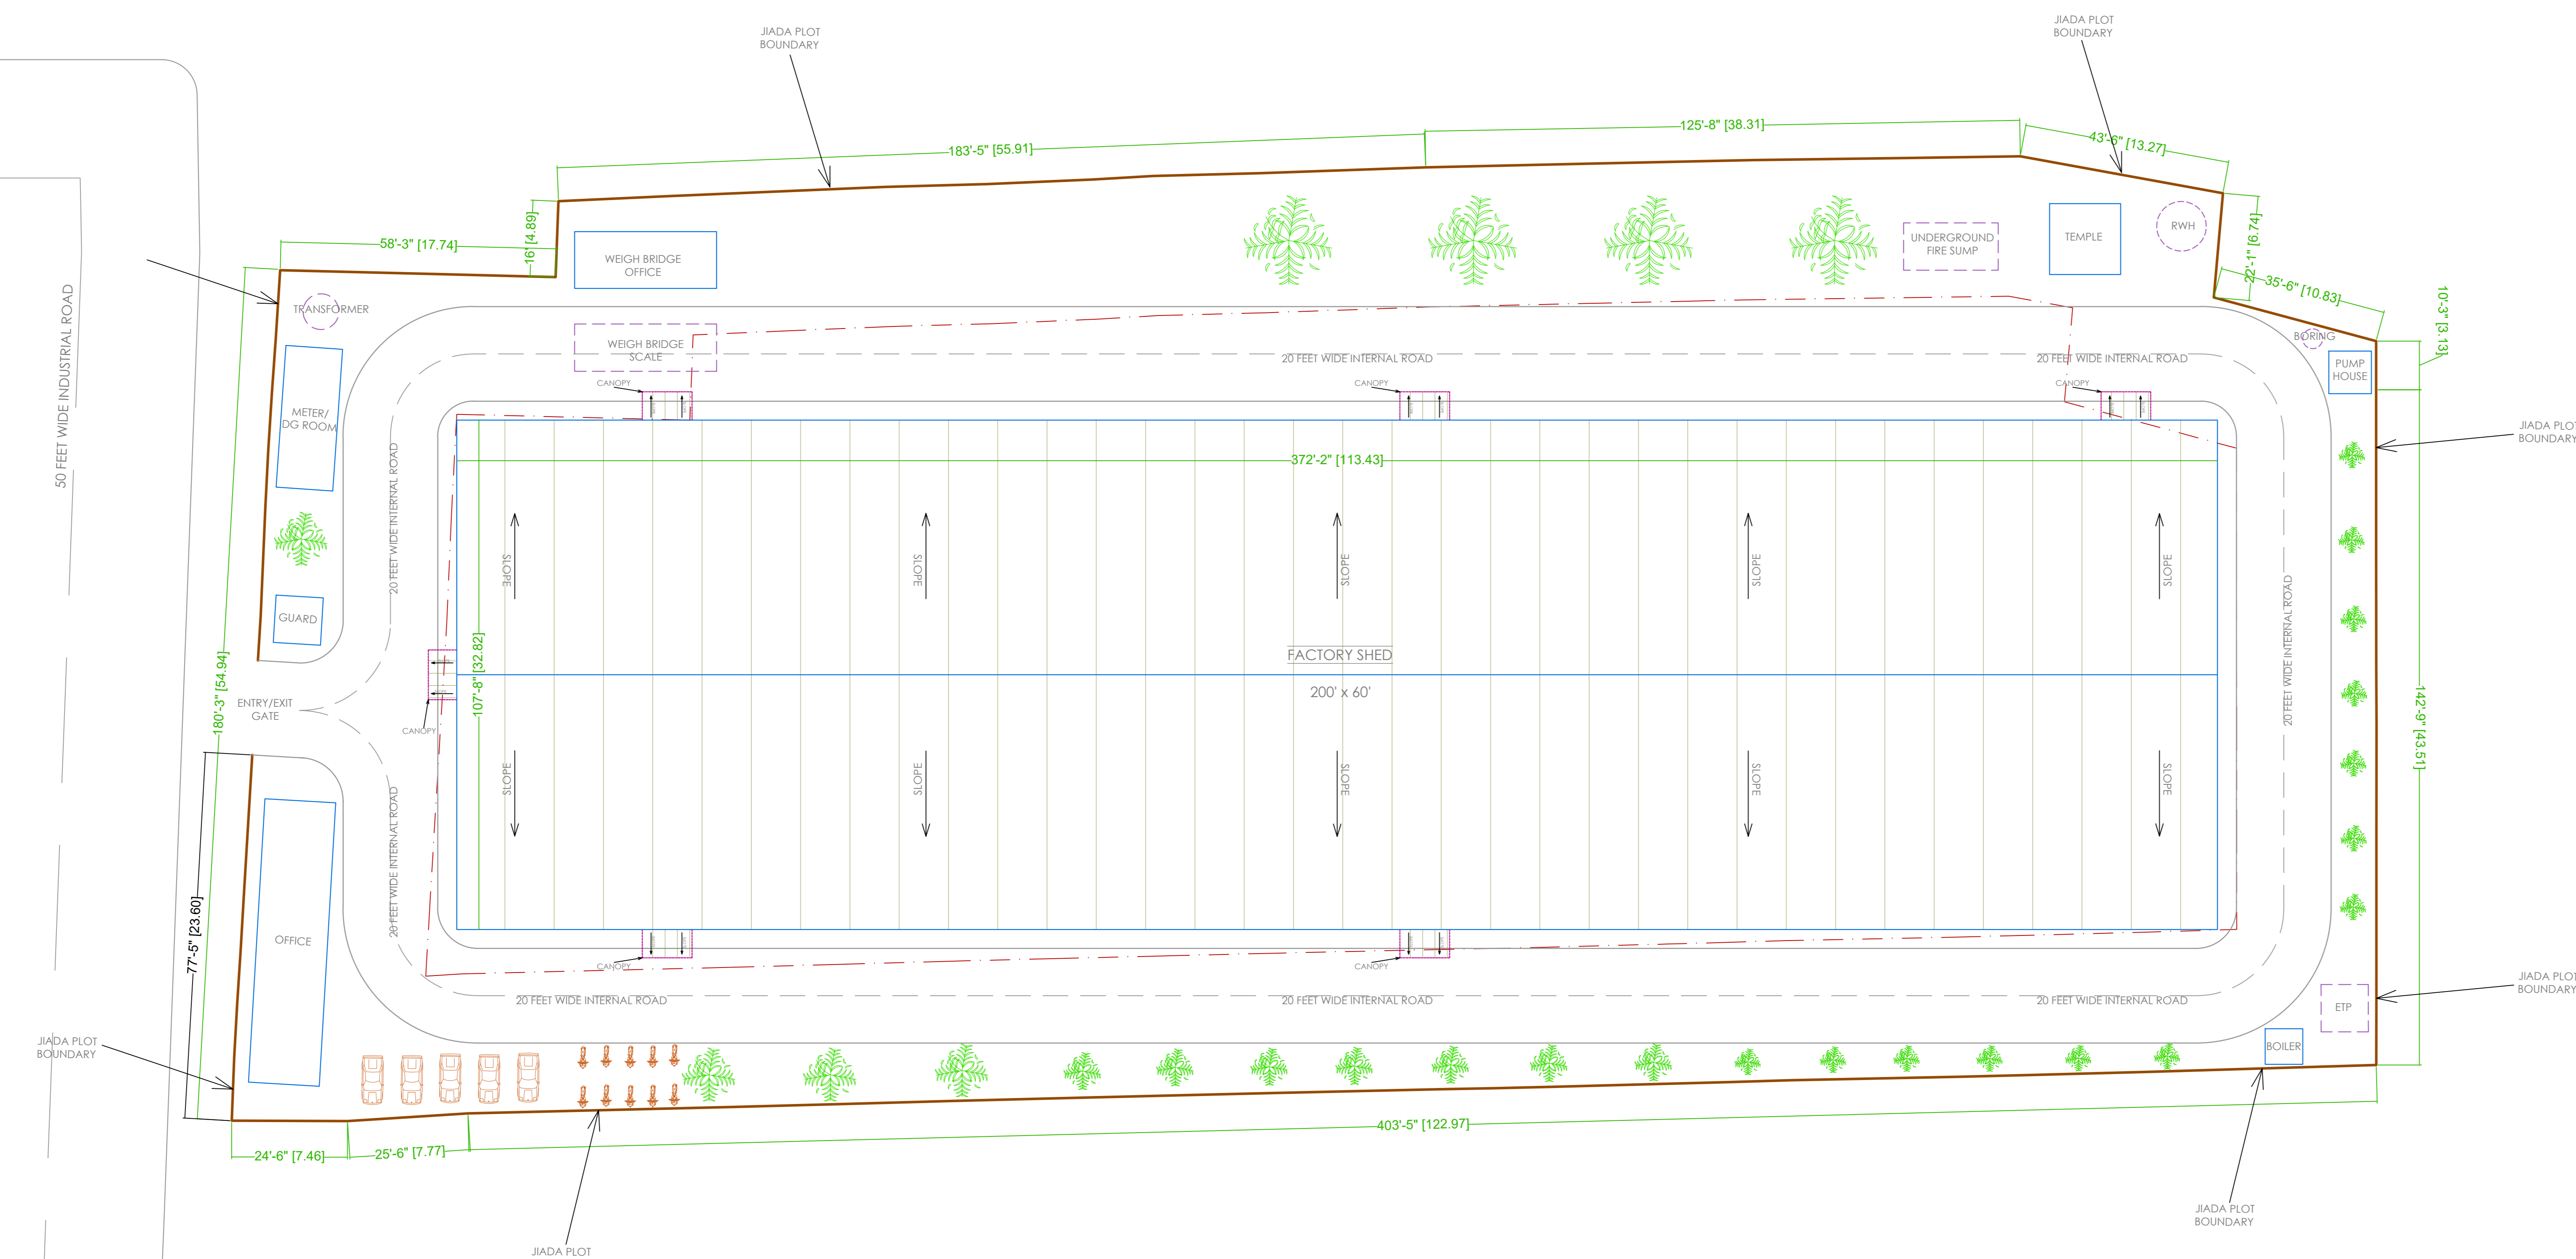 JIADA PLOT
BOUNDARY
JIADA PLOT
BOUNDARY
125'-8" [38.31]
183'-5" [55.91]
43'-6" [13.27]
58'-3" [17.74]
16' [4.89]
22'-1" [6.74]
35'-6" [10.83]
10'-3" [3.13]
WEIGH BRIDGE
OFFICE
UNDERGROUND
FIRE SUMP
TEMPLE
RWH
TRANSFORMER
BORING
PUMP
HOUSE
WEIGH BRIDGE
SCALE
20 FEET WIDE INTERNAL ROAD
20 FEET WIDE INTERNAL ROAD
CANOPY
CANOPY
CANOPY
50 FEET WIDE INDUSTRIAL ROAD
METER/
DG ROOM
JIADA PLOT
BOUNDARY
372'-2" [113.43]
20 FEET WIDE INTERNAL ROAD
SLOPE
SLOPE
SLOPE
SLOPE
SLOPE
GUARD
107'-8" [32.82]
180'-3" [54.94]
FACTORY SHED
200' x 60'
20 FEET WIDE INTERNAL ROAD
142'-9" [43.51]
ENTRY/EXIT
GATE
CANOPY
SLOPE
SLOPE
SLOPE
SLOPE
SLOPE
20 FEET WIDE INTERNAL ROAD
77'-5" [23.60]
OFFICE
CANOPY
CANOPY
20 FEET WIDE INTERNAL ROAD
20 FEET WIDE INTERNAL ROAD
20 FEET WIDE INTERNAL ROAD
JIADA PLOT
BOUNDARY
ETP
BOILER
JIADA PLOT
BOUNDARY
24'-6" [7.46]
25'-6" [7.77]
403'-5" [122.97]
JIADA PLOT
BOUNDARY
JIADA PLOT